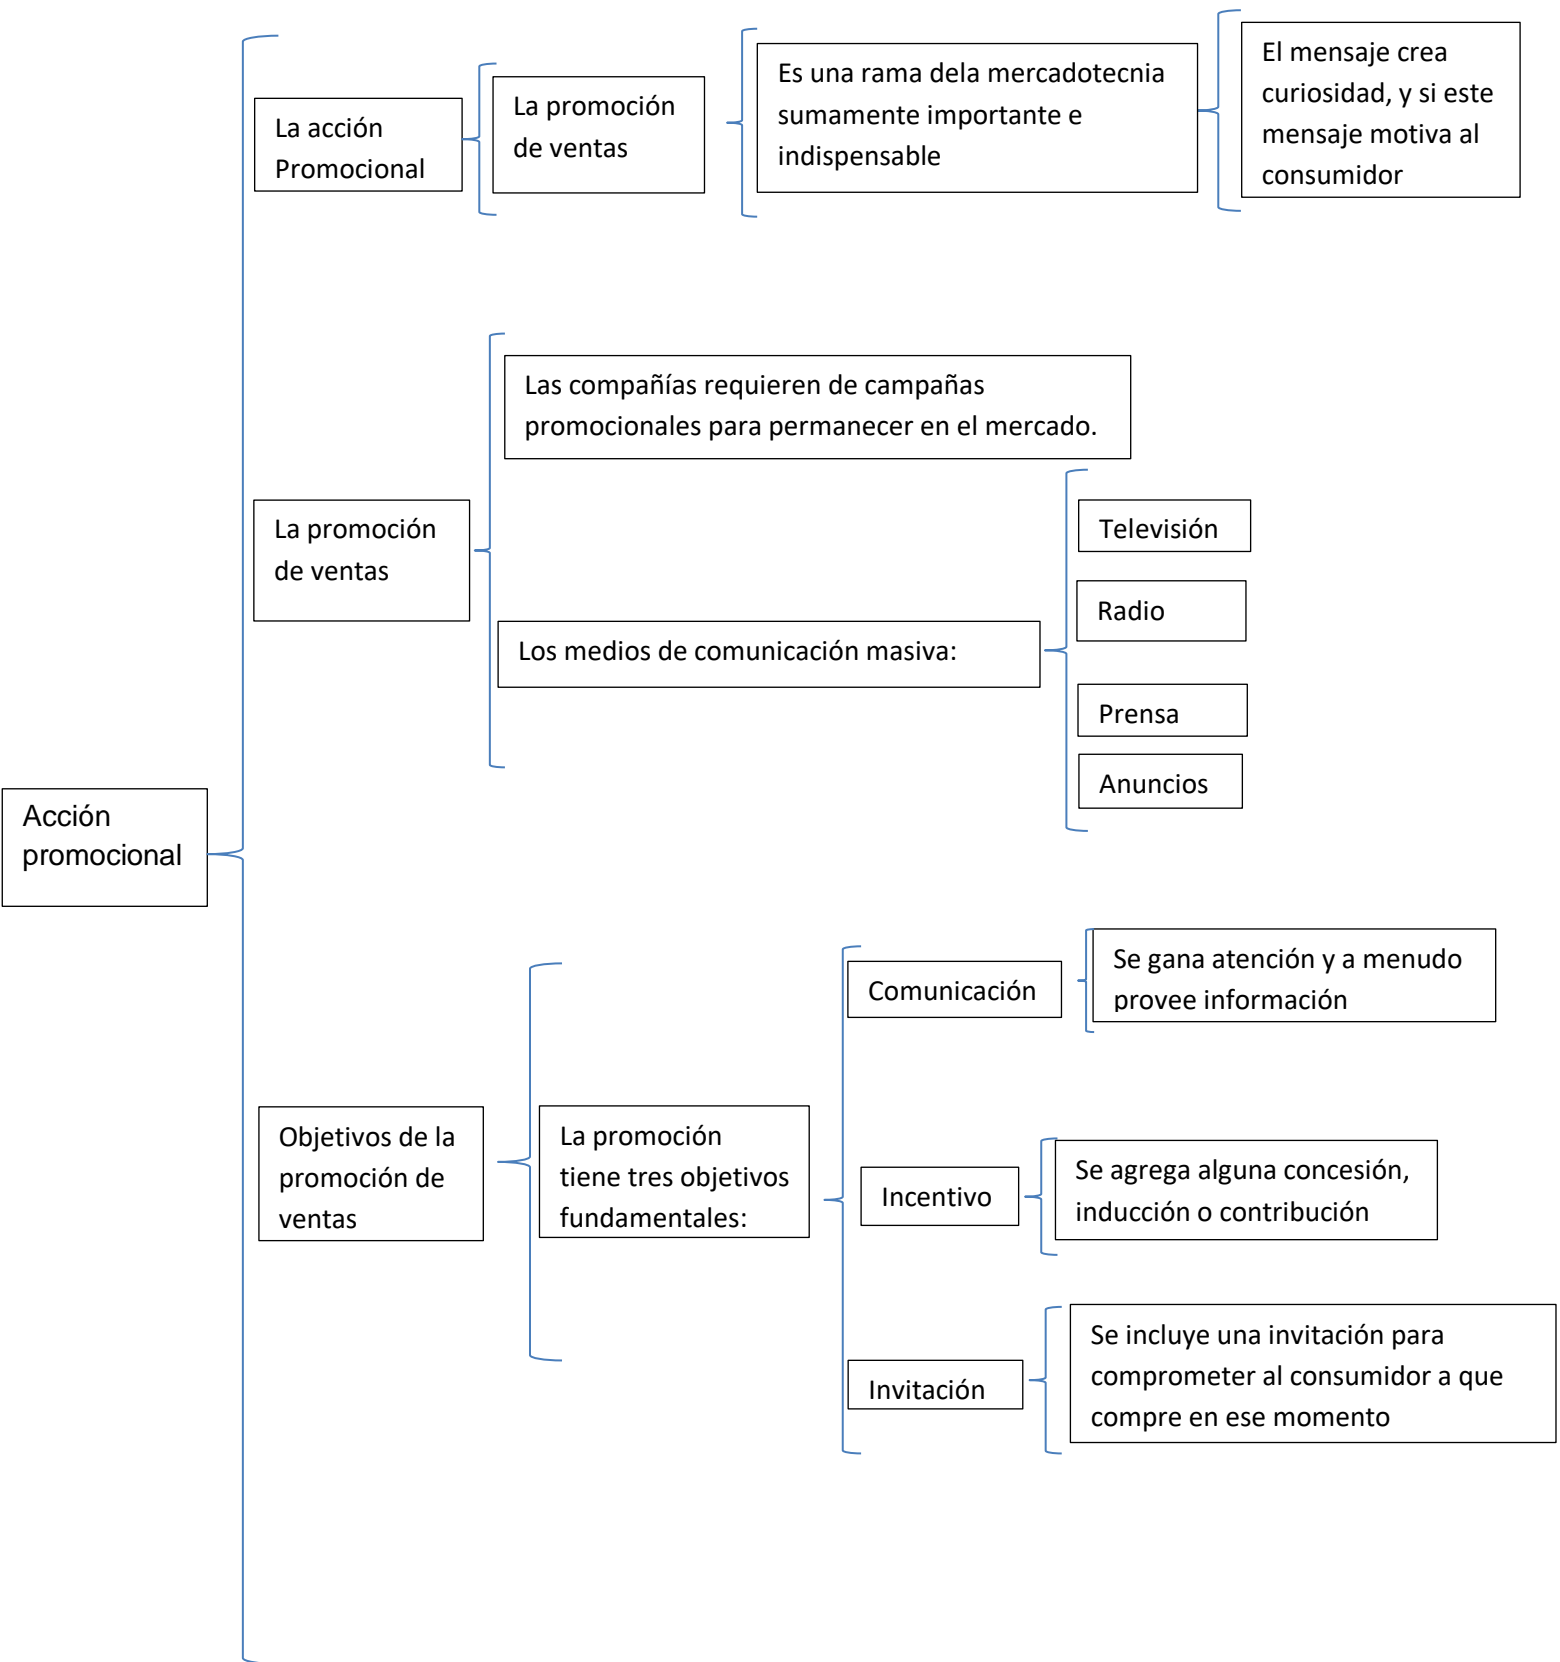 Acción
promocional
La acción
Promocional
La promoción
de ventas
Es una rama dela mercadotecnia
sumamente importante e
indispensable
El mensaje crea
curiosidad, y si este
mensaje motiva al
consumidor
La promoción
de ventas
Las compañías requieren de campañas
promocionales para permanecer en el mercado.
Los medios de comunicación masiva:
Televisión
Radio
Prensa
Anuncios
Objetivos de la
promoción de
ventas
La promoción
tiene tres objetivos
fundamentales:
Comunicación
Se gana atención y a menudo
provee información
Incentivo
Se agrega alguna concesión,
inducción o contribución
Invitación
Se incluye una invitación para
comprometer al consumidor a que
compre en ese momento